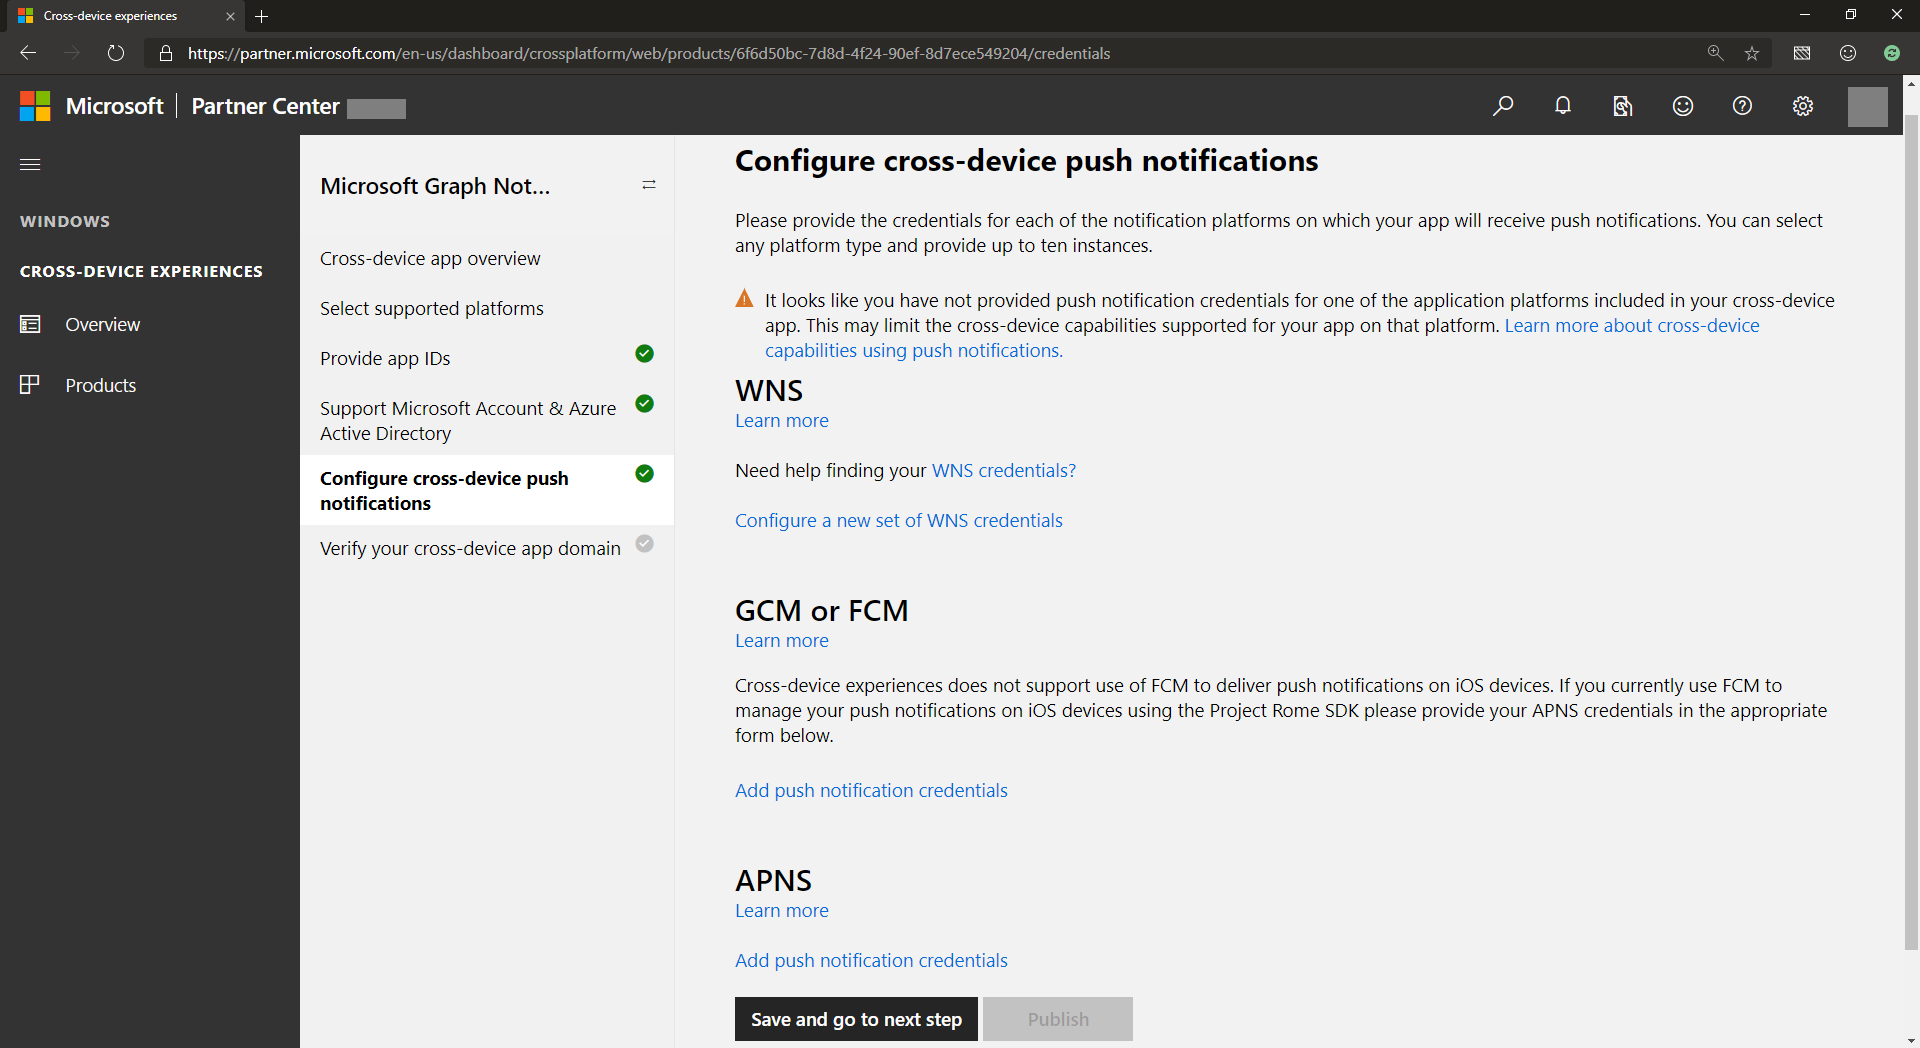 Cross-device experiences
https://partner.microsoft.com/en-us/dashboard/crossplatform/web/products/6f6d50bc-7d8d-4f24-90ef-8d7ece549204/credentials
Microsoft | Partner Center
WINDOWS
CROSS-DEVICE EXPERIENCES
Overview
Products
Microsoft Graph Not...
Cross-device app overview
Select supported platforms
Provide app IDs
Support Microsoft Account & Azure
Active Directory
Configure cross-device push
notifications
Verify your cross-device app domain
Configure cross-device push notifications
Please provide the credentials for each of the notification platforms on which your app will receive push notifications. You can select
any platform type and provide up to ten instances.
It looks like you have not provided push notification credentials for one of the application platforms included in your cross-device
app. This may limit the cross-device capabilities supported for your app on that platform. Learn more about cross-device
capabilities using push notifications.
WNS
Learn more
Need help finding your WNS credentials?
Configure a new set of WNS credentials
GCM or FCM
Learn more
Cross-device experiences does not support use of FCM to deliver push notifications on iOS devices. If you currently use FCM to
manage your push notifications on iOS devices using the Project Rome SDK please provide your APNS credentials in the appropriate
form below.
Add push notification credentials
APNS
Learn more
Add push notification credentials
Save and go to next step
Publish